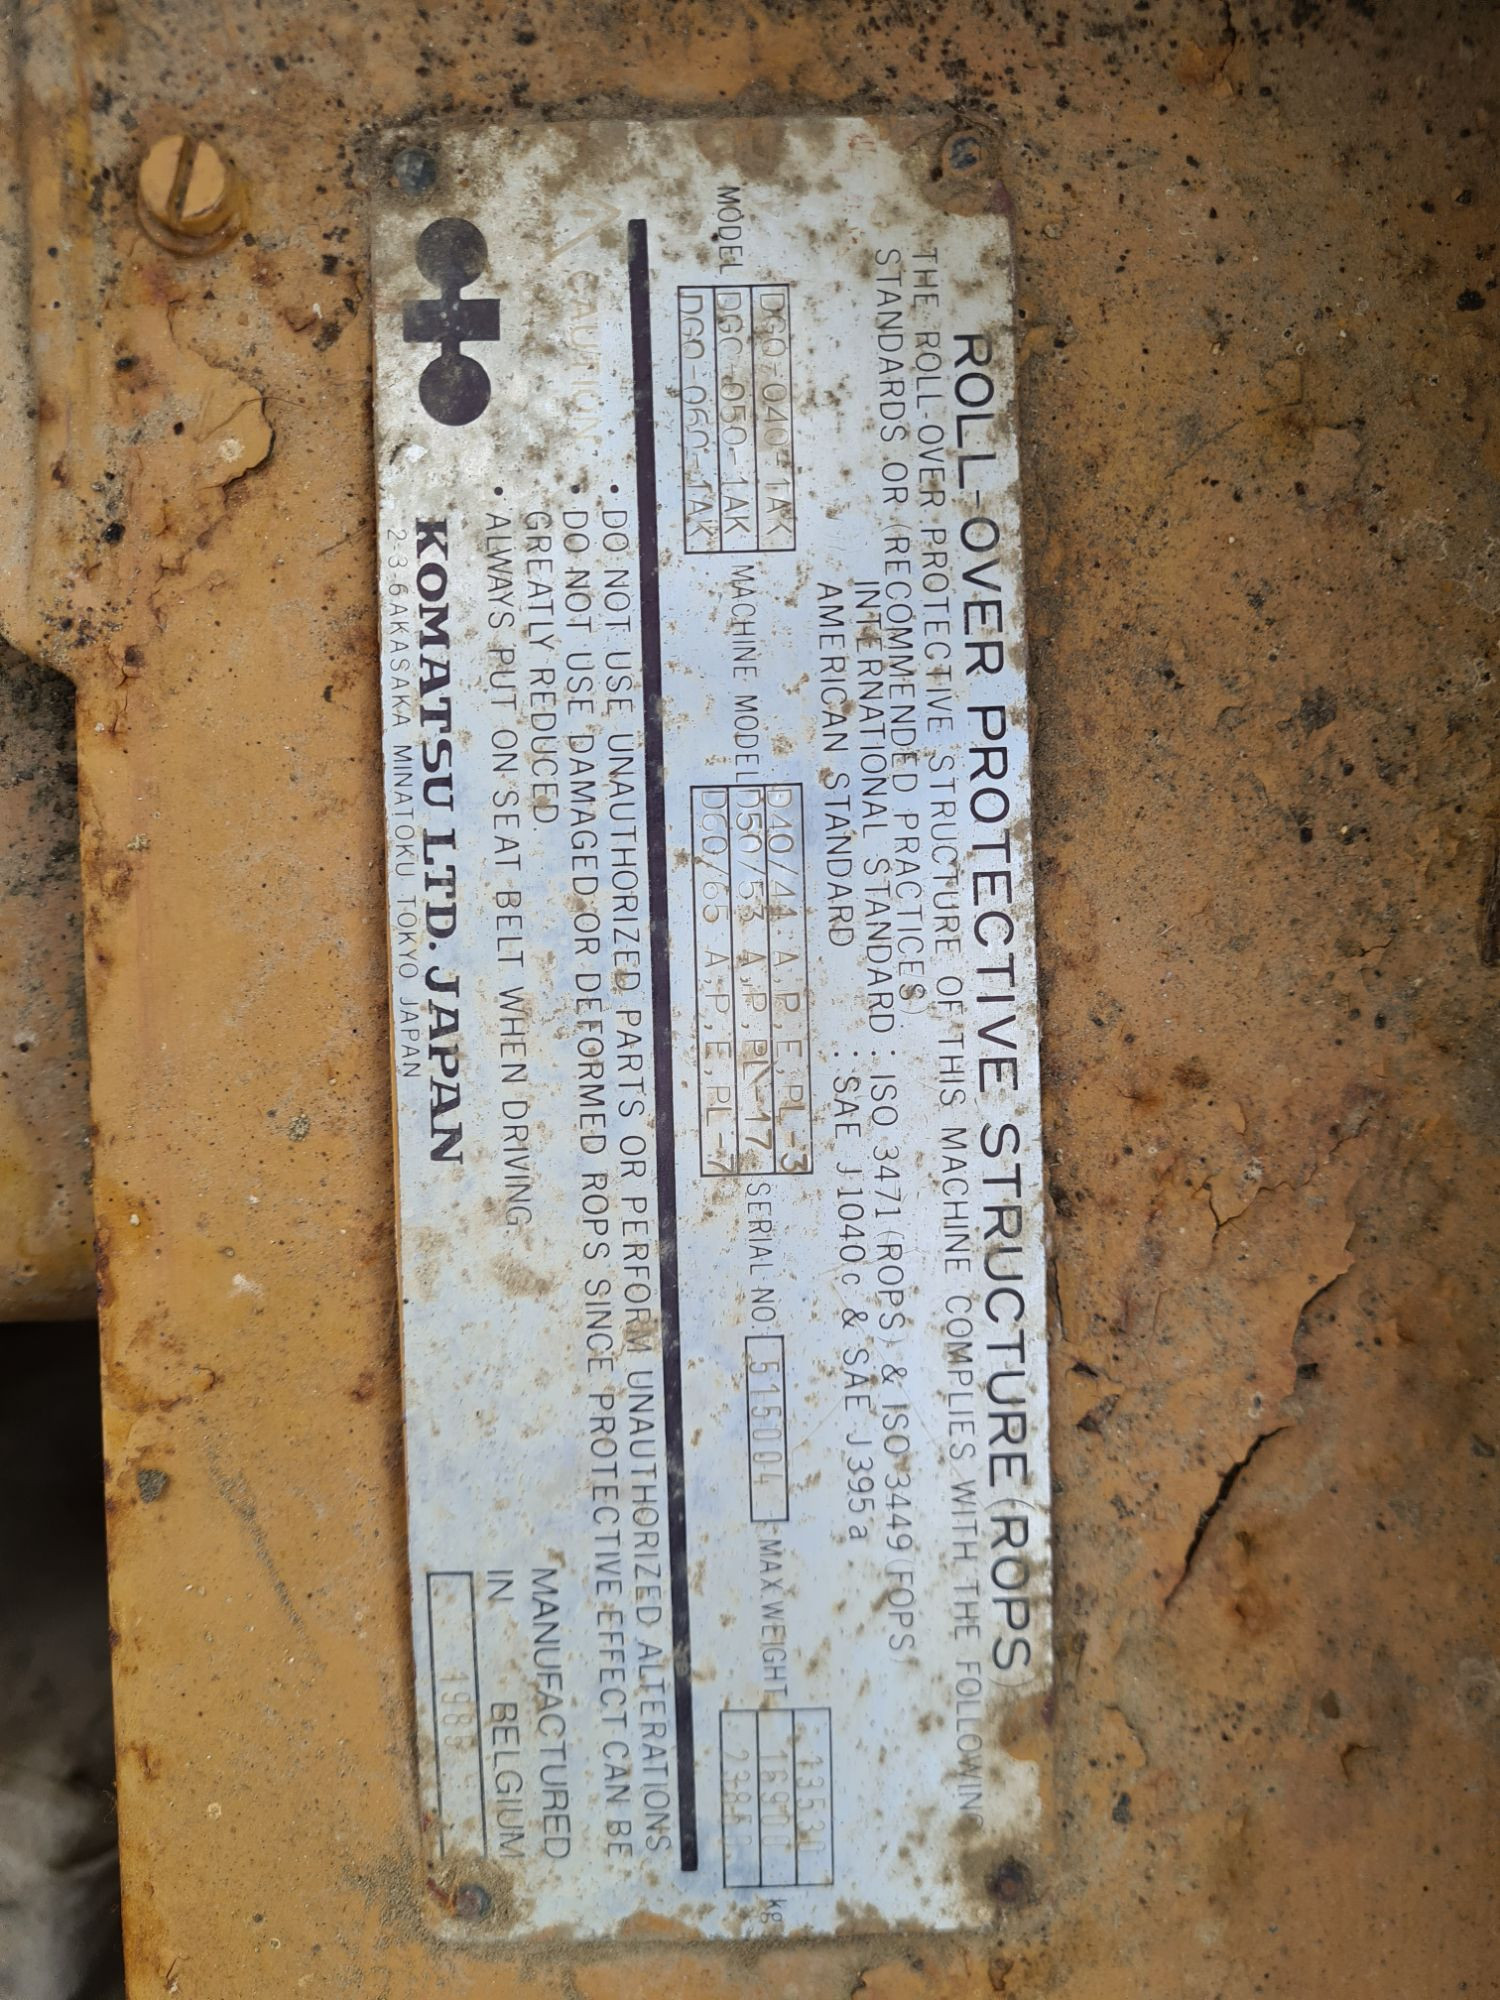 ROLL-OVER PROTECTIVE STRUCTURE (ROPS)
THE ROLL-OVER PROTECTIVE STRUCTURE OF THIS MACHINE COMPLIES WITH THE FOLLOWING
STANDARDS OR (RECOMMENDED PRACTICES)
INTERNATIONAL STANDARD : ISO 3471 (ROPS) & ISO 3449 (FOPS)
AMERICAN STANDARD : SAE J1040c & SAE J395a
MODEL MACHINE MODEL SERIAL NO. 515004 MAX.WEIGHT kg
DG0-040-1AK D40/41 A,P,E,PL-3 13530
DG0-050-1AK D50/53 A,P,PL-17 16900
DG0-060-1AK D60/65 A,P,E,PL-7
CAUTION
• DO NOT USE UNAUTHORIZED PARTS OR PERFORM UNAUTHORIZED ALTERATIONS
• DO NOT USE DAMAGED OR DEFORMED ROPS SINCE PROTECTIVE EFFECT CAN BE
GREATLY REDUCED.
• ALWAYS PUT ON SEAT BELT WHEN DRIVING
MANUFACTURED
IN BELGIUM
KOMATSU LTD. JAPAN
2-3-6 AKASAKA MINATOKU TOKYO JAPAN